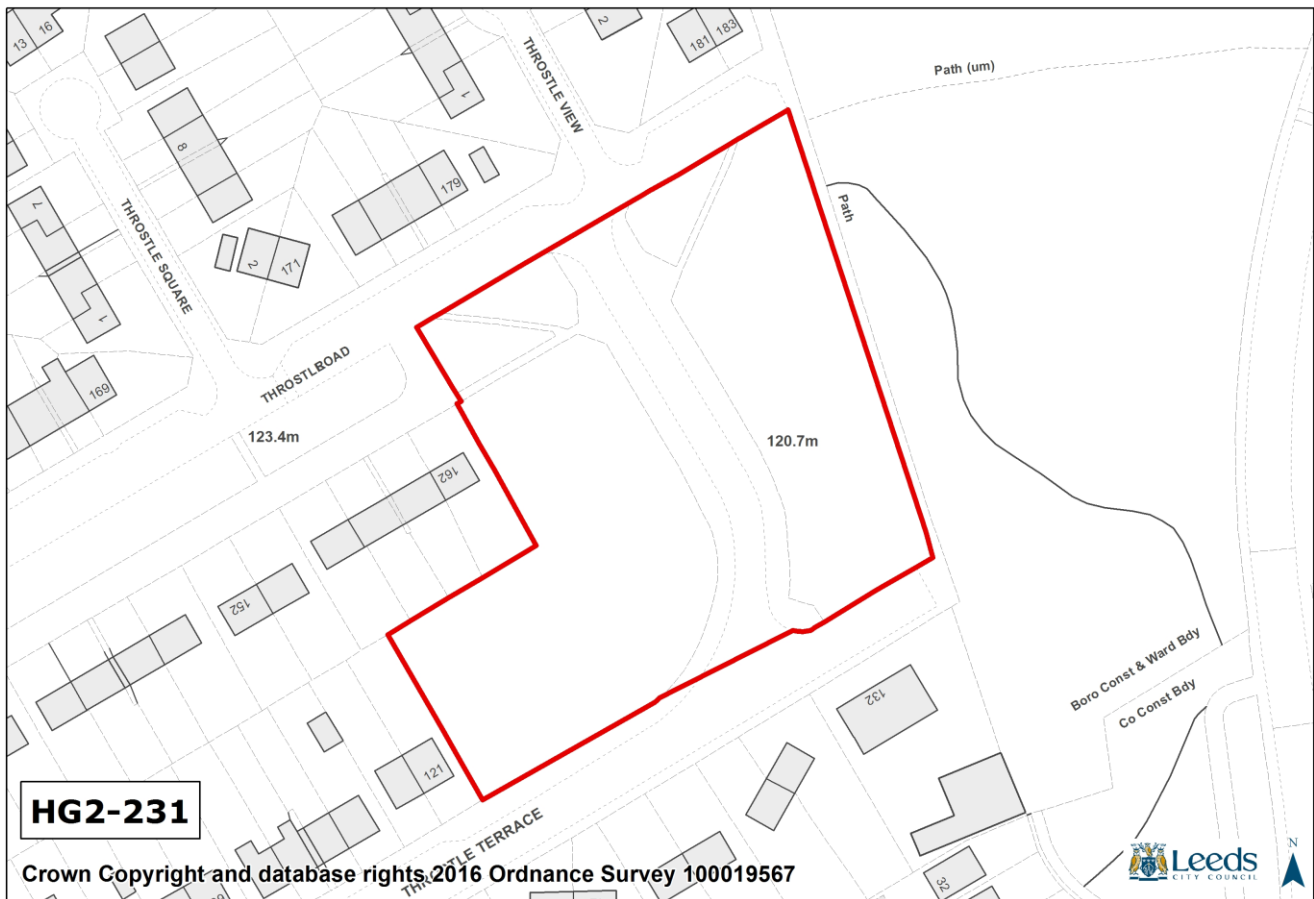 13
16
2
181
183
THROSTLE VIEW
Path (um)
1
8
179
7
THROSTLE SQUARE
Path
2
171
1
THROSTLROAD
169
123.4m
120.7m
162
152
Boro Const & Ward Bdy
Co Const Bdy
132
121
HG2-231
THROSTLE TERRACE
Crown Copyright and database rights 2016 Ordnance Survey 100019567
32
Leeds
CITY COUNCIL
N